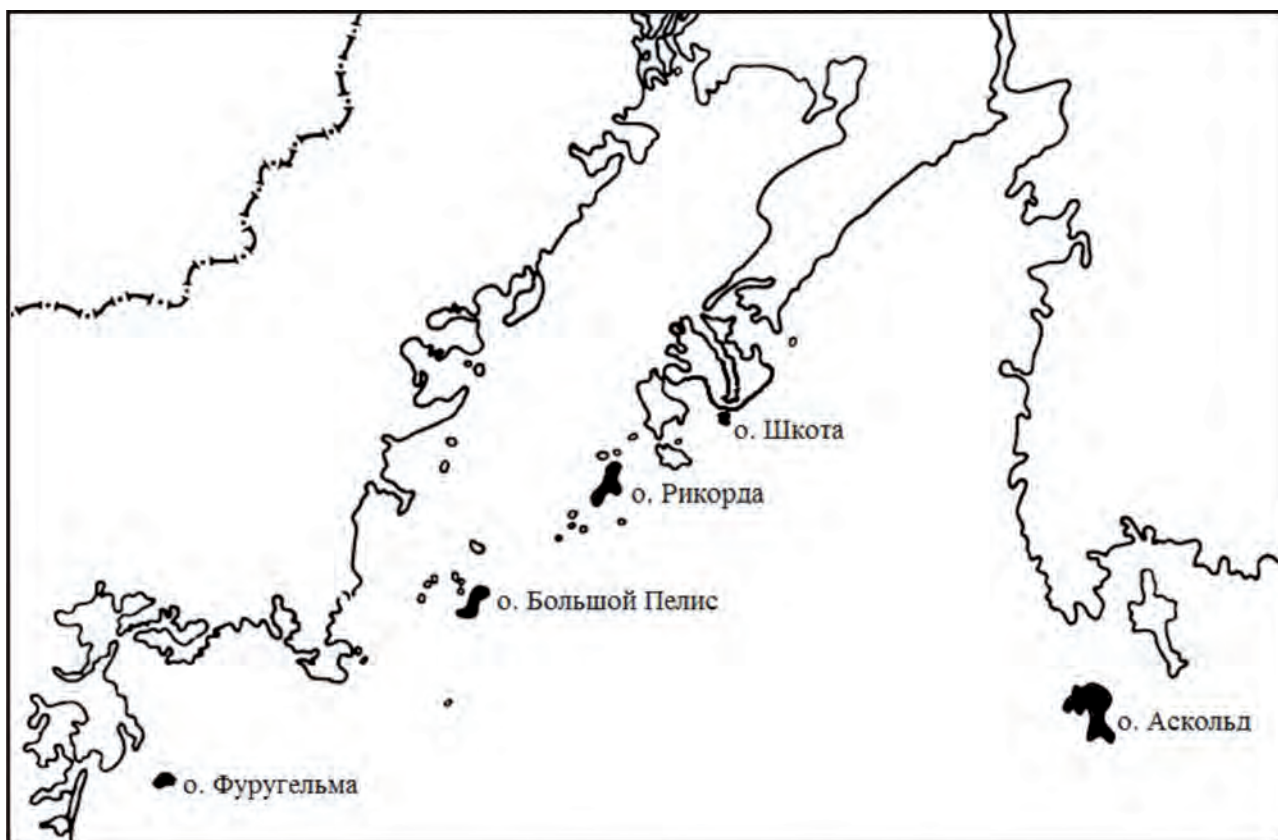 о. Шкота
о. Рикорда
о. Большой Пелис
о. Аскольд
о. Фуругельма